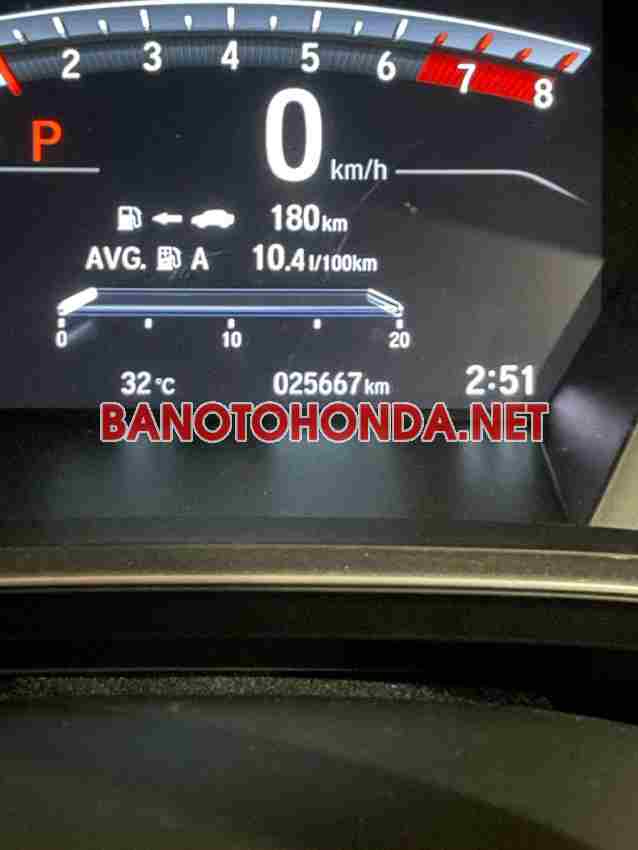 2 3 4 5 6 7 8
P 0 km/h
180 km
AVG. A 10.4 l/100km
0 10 20
32 °C 025667 km 2:51
BANOTOHONDA.NET